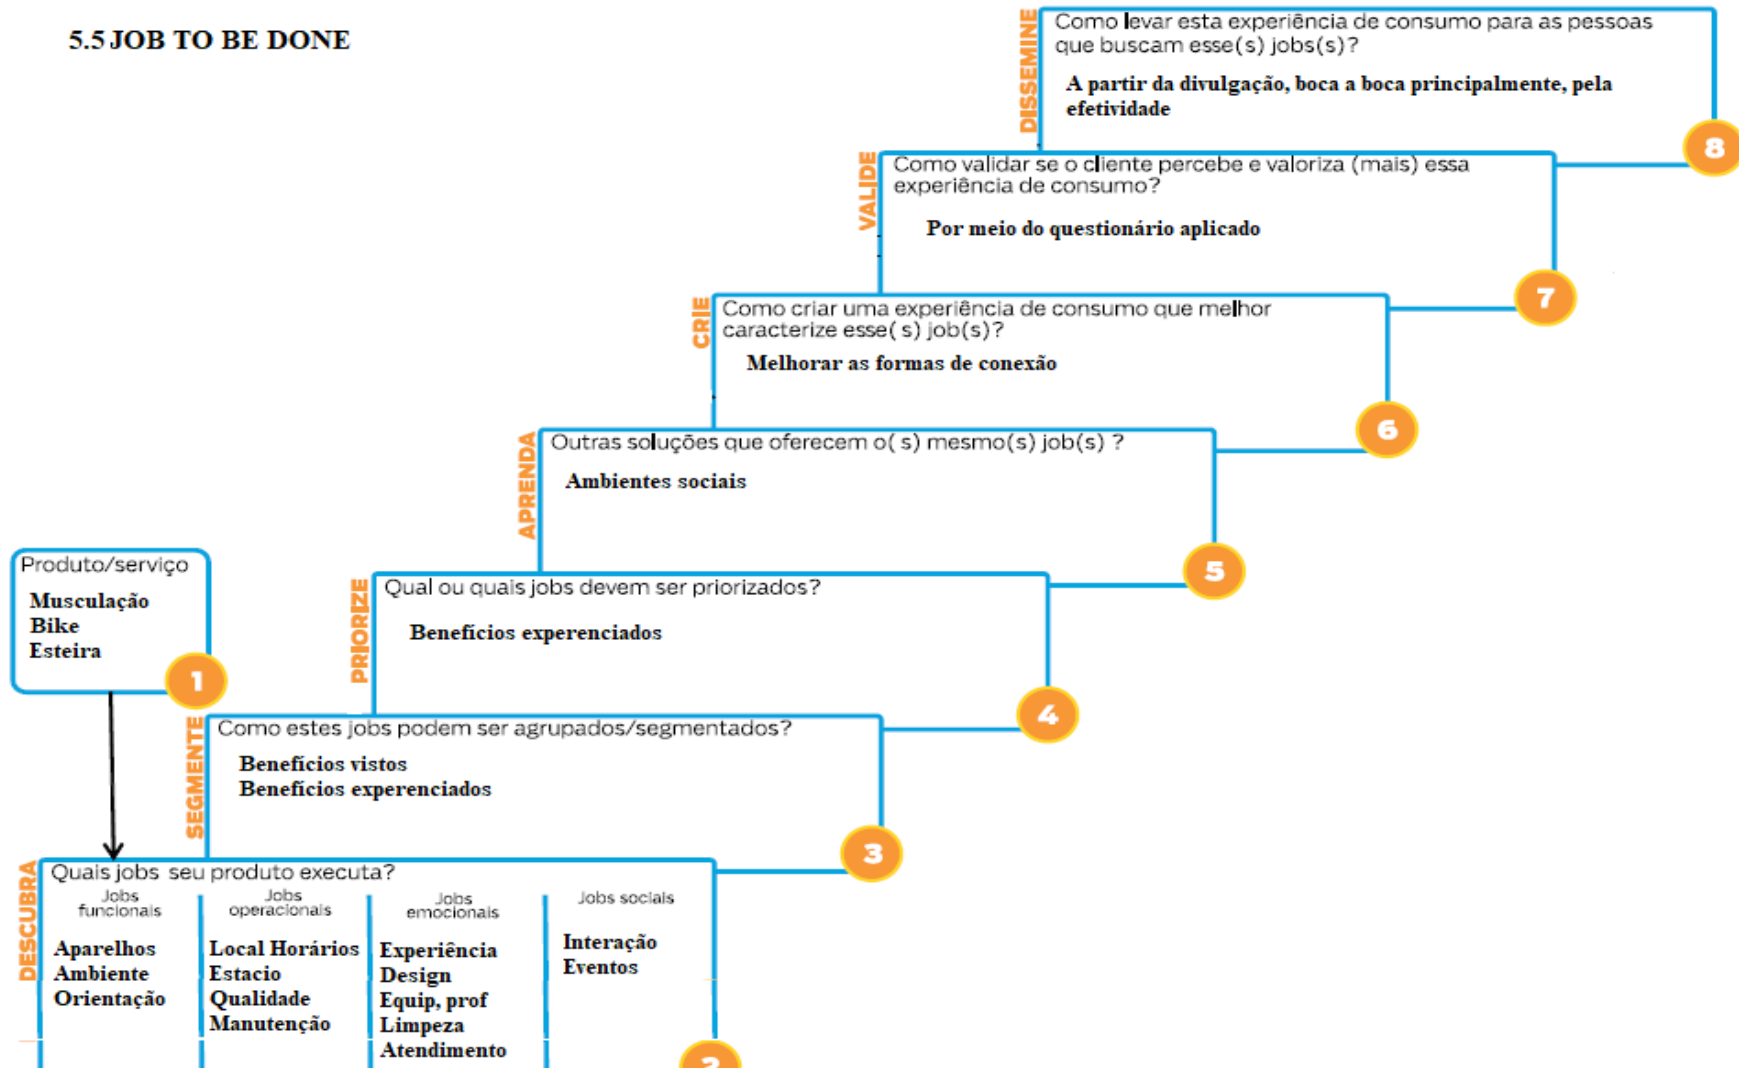 5.5 JOB TO BE DONE
DISSEMINE
Como levar esta experiência de consumo para as pessoas
que buscam esse(s) jobs(s)?
A partir da divulgação, boca a boca principalmente, pela
efetividade
8
VALIDE
Como validar se o cliente percebe e valoriza (mais) essa
experiência de consumo?
Por meio do questionário aplicado
7
CRIE
Como criar uma experiência de consumo que melhor
caracterize esse( s) job(s)?
Melhorar as formas de conexão
6
APRENDA
Outras soluções que oferecem o( s) mesmo(s) job(s) ?
Ambientes sociais
5
Produto/serviço
Musculação
Bike
Esteira
1
PRIORIZE
Qual ou quais jobs devem ser priorizados?
Benefícios experenciados
4
SEGMENTE
Como estes jobs podem ser agrupados/segmentados?
Benefícios vistos
Benefícios experenciados
3
DESCUBRA
Quais jobs seu produto executa?
Jobs
funcionais
Aparelhos
Ambiente
Orientação
Jobs
operacionais
Local Horários
Estacio
Qualidade
Manutenção
Jobs
emocionais
Experiência
Design
Equip, prof
Limpeza
Atendimento
Jobs sociais
Interação
Eventos
2